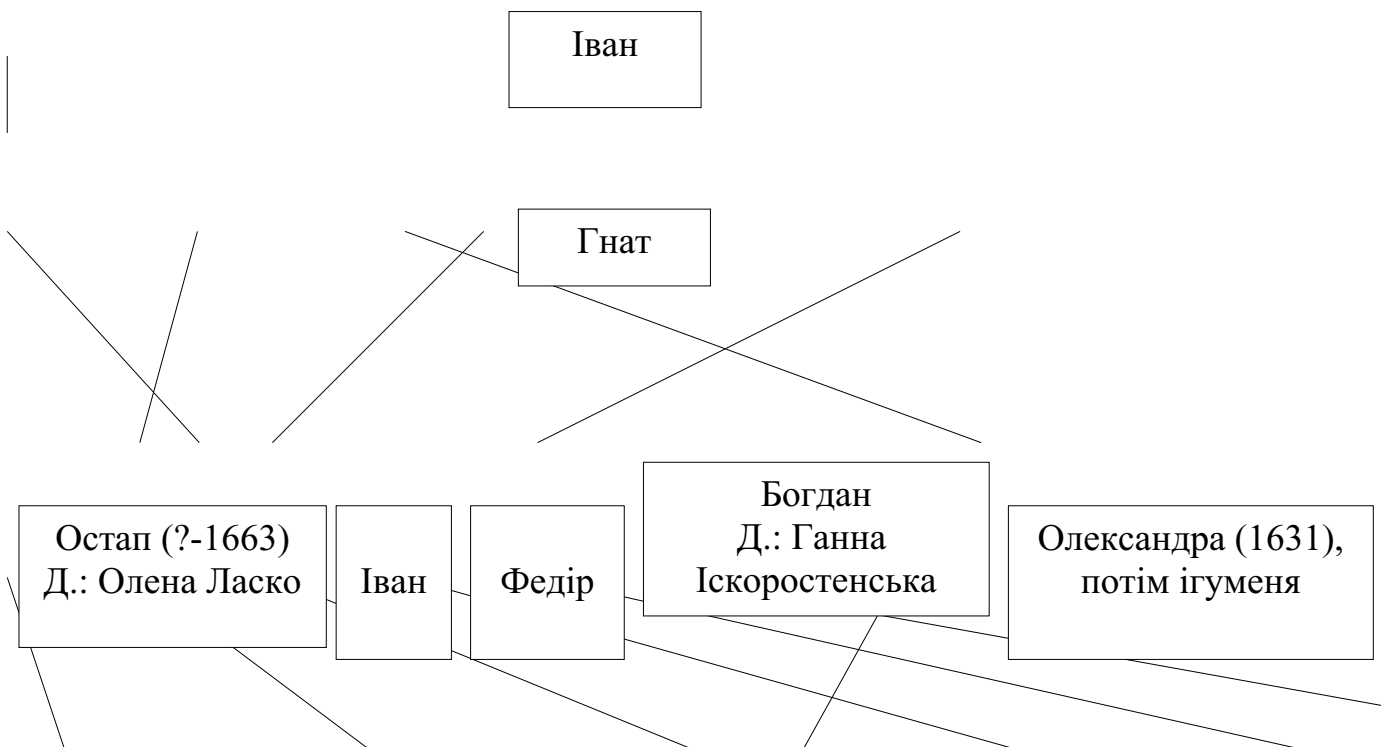 Іван
Гнат
Остап (?-1663)
Д.: Олена Ласко
Іван
Федір
Богдан
Д.: Ганна
Іскоростенська
Олександра (1631),
потім ігуменя